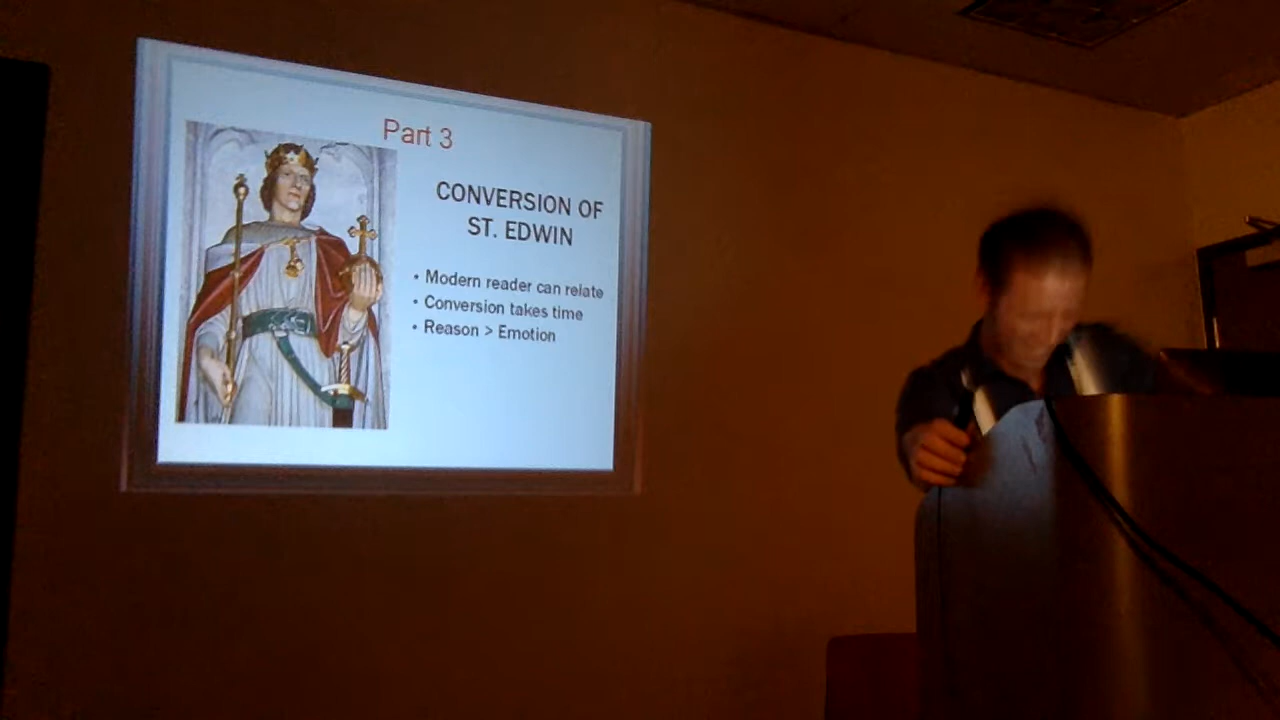 Part 3
CONVERSION OF
ST. EDWIN
• Modern reader can relate
• Conversion takes time
• Reason > Emotion